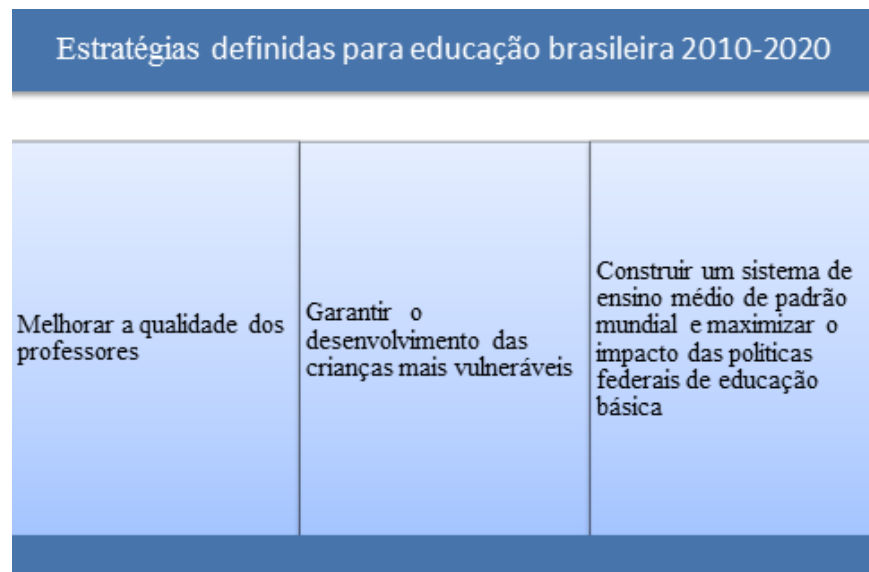 Estratégias definidas para educação brasileira 2010-2020
Melhorar a qualidade dos
professores
Garantir o
desenvolvimento das
crianças mais vulneráveis
Construir um sistema de
ensino médio de padrão
mundial e maximizar o
impacto das políticas
federais de educação
básica